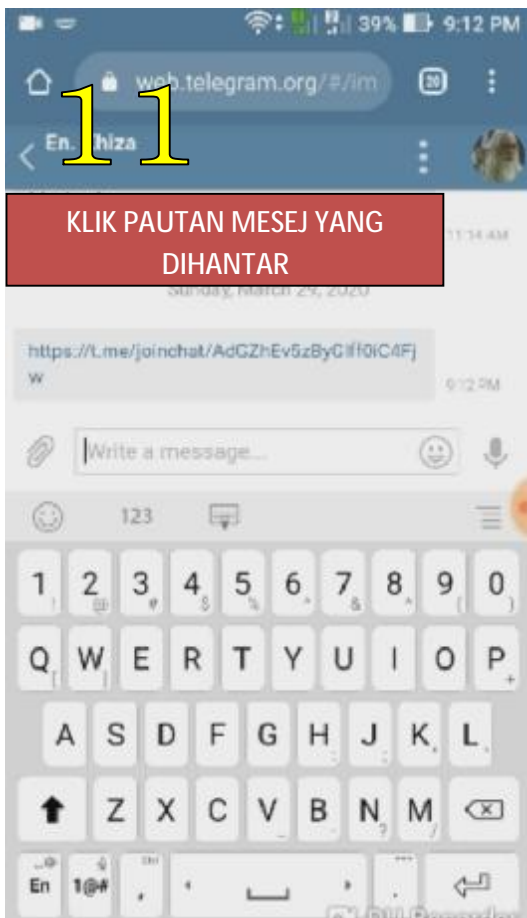 39% 9:12 PM
web.telegram.org/#/im 20
11
En.
KLIK PAUTAN MESEJ YANG
DIHANTAR
11:14 AM
Sunday, March 29, 2020
https://t.me/joinchat/
w
9:12 PM
Write a message...
123
1 ! 2 @ 3 # 4 $ 5 % 6 ^ 7 & 8 9 ( 0 )
Q [ W ] E R T Y U I O P +
A S D F G H J K L
Z X C V _ B N ? M /
En 1@# , .